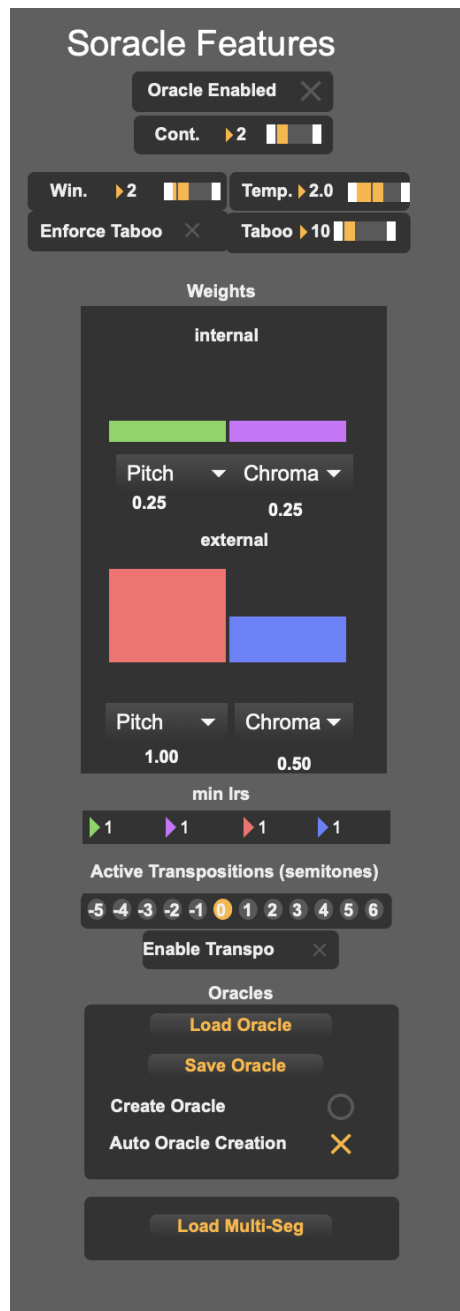 Soracle Features
Oracle Enabled
Cont. 2
Win. 2 Temp. 2.0
Enforce Taboo Taboo 10
Weights
internal
Pitch Chroma
0.25 0.25
external
Pitch Chroma
1.00 0.50
min lrs
1 1 1 1
Active Transpositions (semitones)
-5 -4 -3 -2 -1 0 1 2 3 4 5 6
Enable Transpo
Oracles
Load Oracle
Save Oracle
Create Oracle
Auto Oracle Creation
Load Multi-Seg